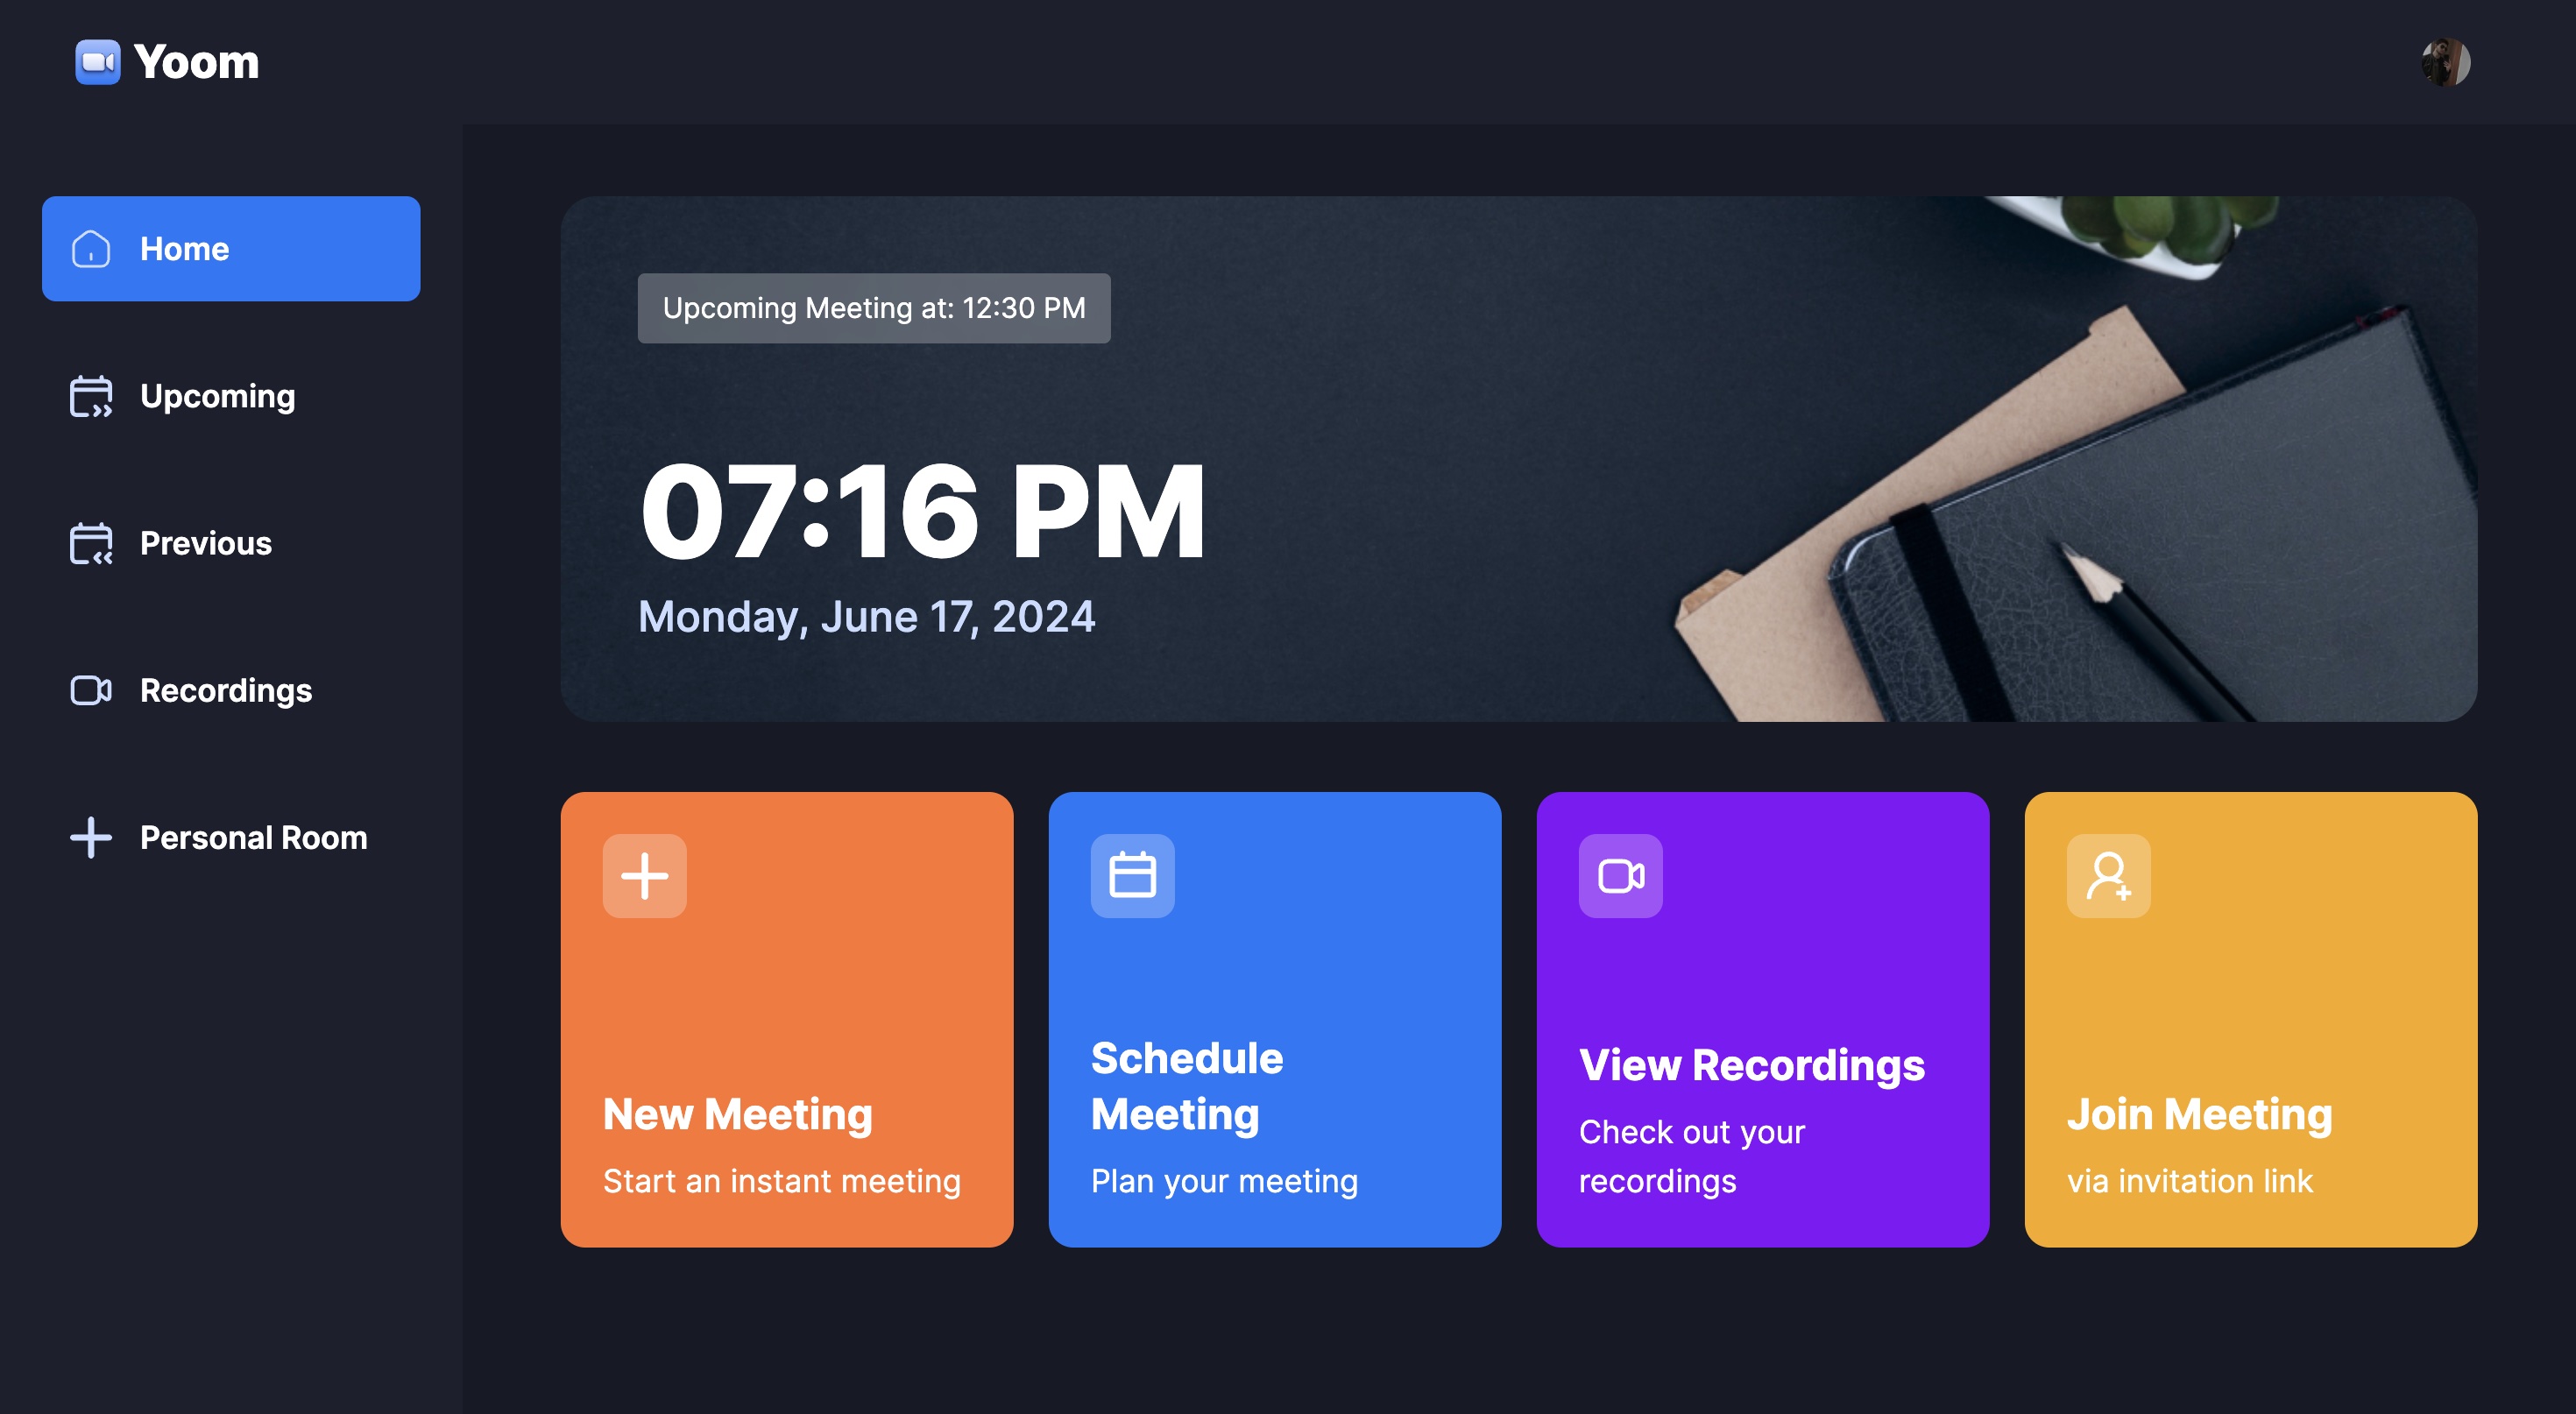 Yoom
Home
Upcoming
Previous
Recordings
Personal Room
Upcoming Meeting at: 12:30 PM
07:16 PM
Monday, June 17, 2024
New Meeting
Start an instant meeting
Schedule
Meeting
Plan your meeting
View Recordings
Check out your
recordings
Join Meeting
via invitation link